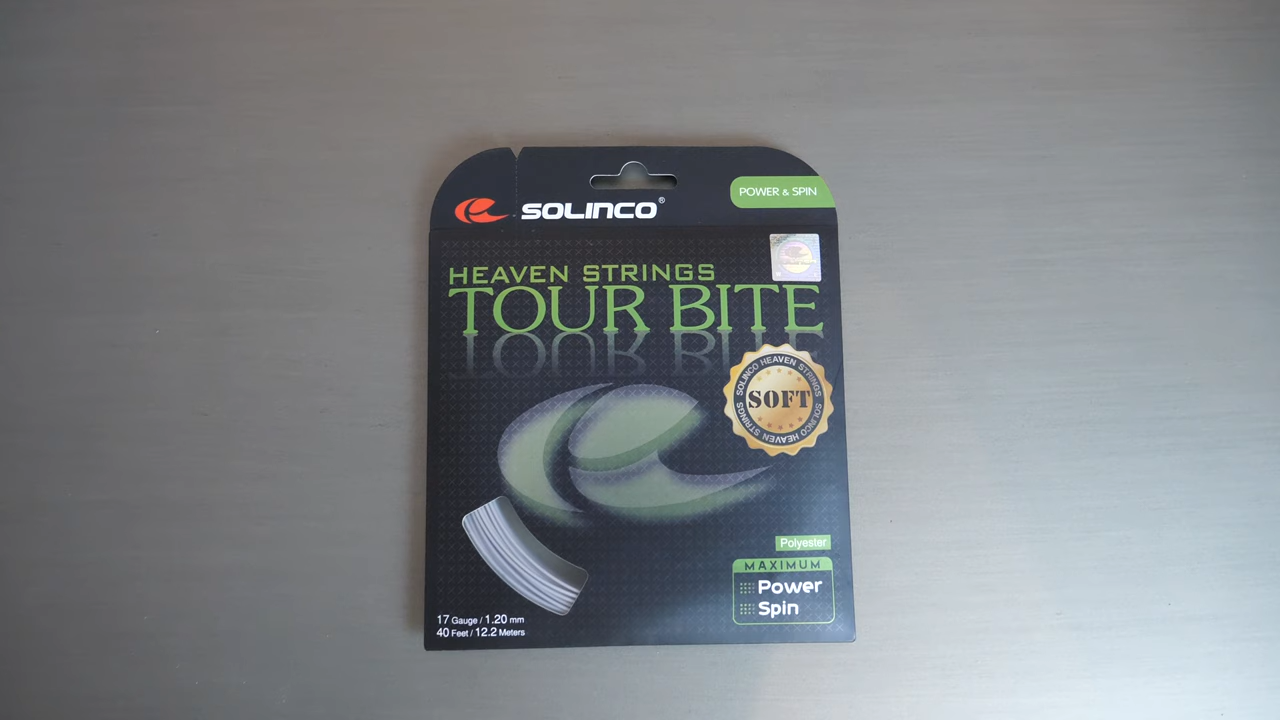 SOLINCO®
POWER & SPIN
HEAVEN STRINGS
TOUR BITE
SOLINCO HEAVEN STRINGS
SOFT
SOLINCO HEAVEN STRINGS
Polyester
MAXIMUM
Power
Spin
17 Gauge / 1.20 mm
40 Feet / 12.2 Meters